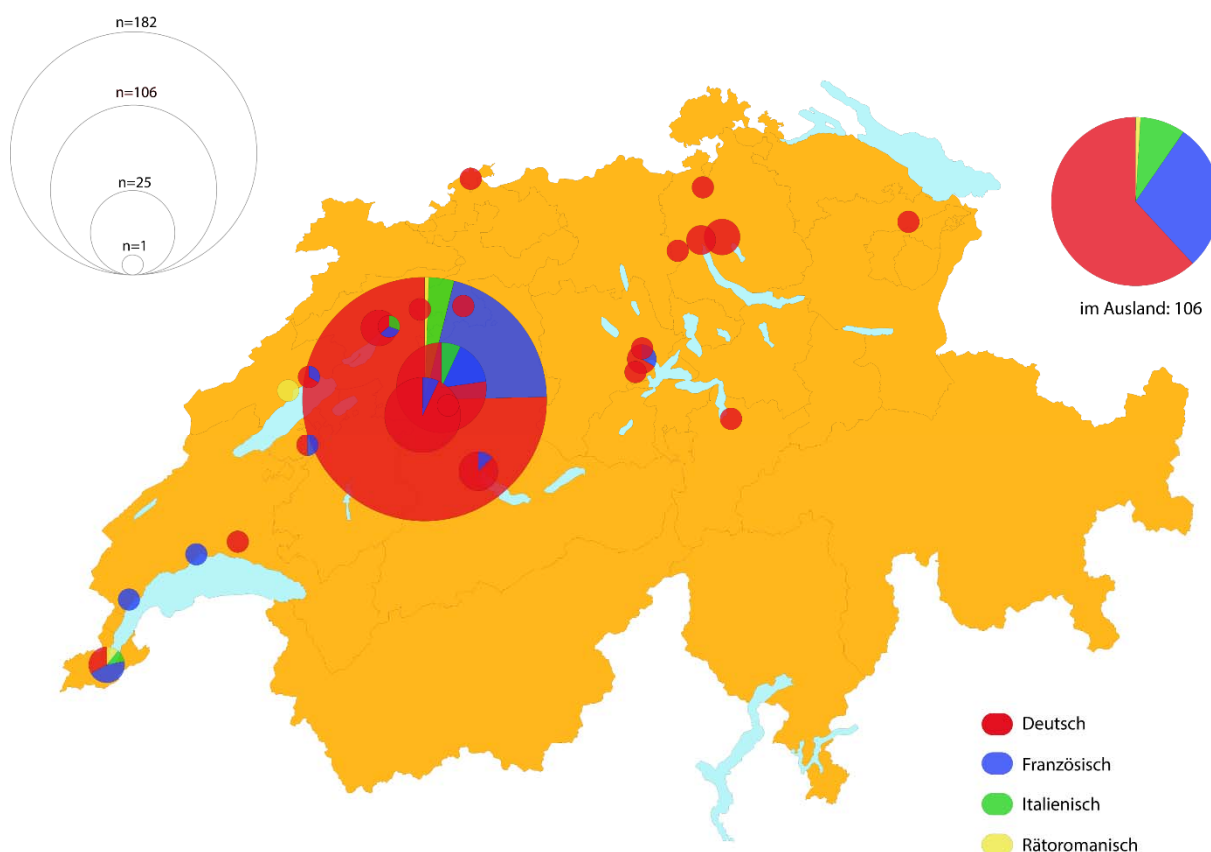 n=182
n=106
n=25
n=1
im Ausland: 106
Deutsch
Französisch
Italienisch
Rätoromanisch